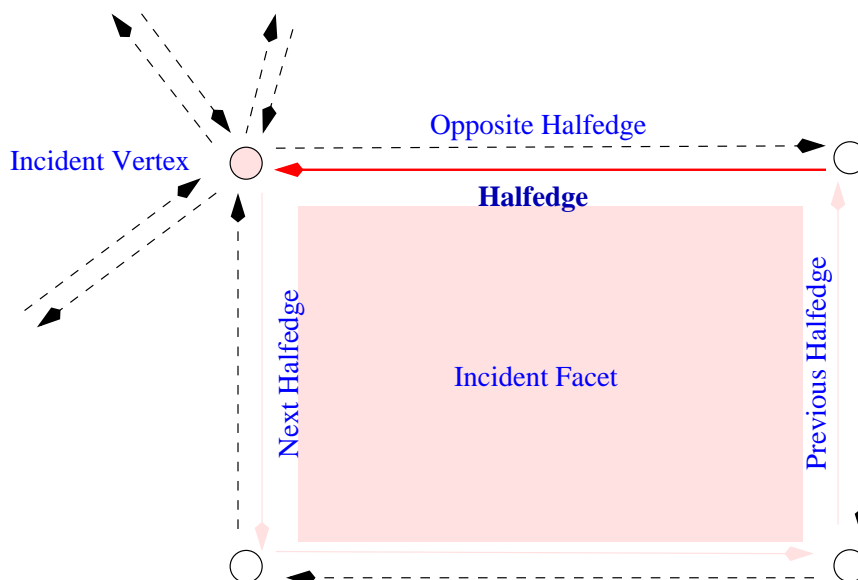 Opposite Halfedge
Incident Vertex
Halfedge
Next Halfedge
Incident Facet
Previous Halfedge